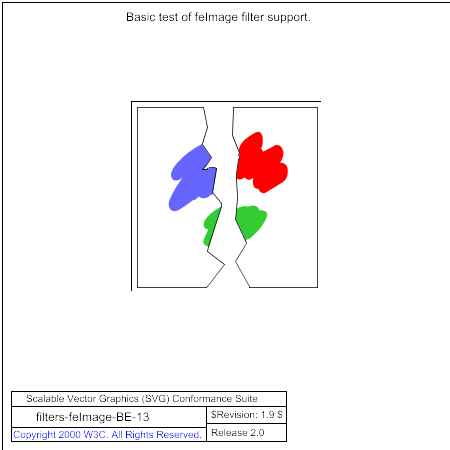 Basic test of feImage filter support.
Scalable Vector Graphics (SVG) Conformance Suite
filters-feImage-BE-13
$Revision: 1.9 $
Copyright 2000 W3C. All Rights Reserved.
Release 2.0